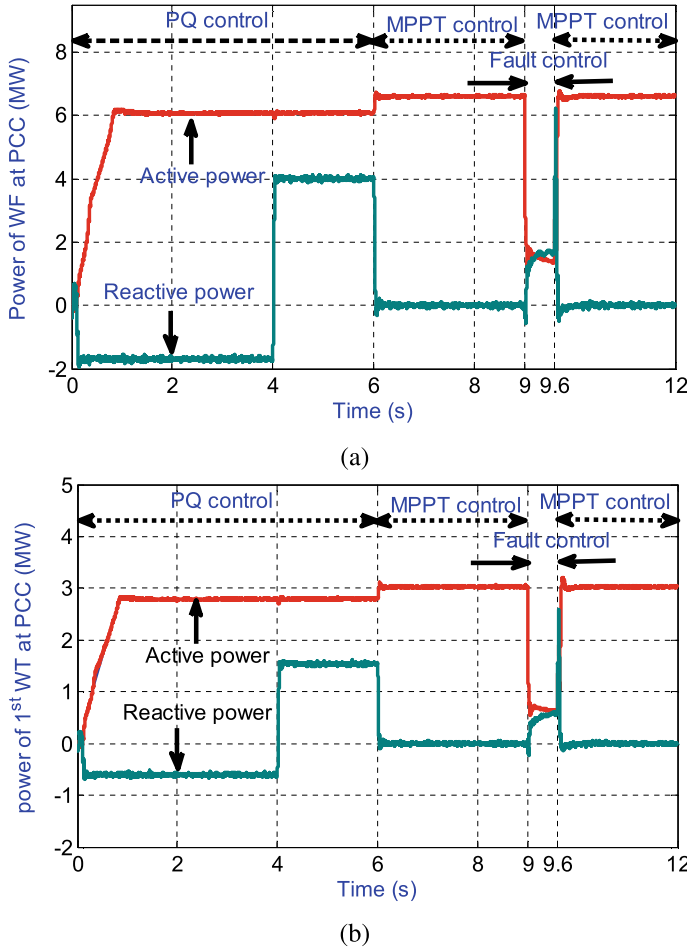 PQ control
MPPT control
MPPT control
Fault control
8
6
4
2
0
-2
Power of WF at PCC (MW)
Active power
Reactive power
0 2 4 6 8 9 9.6 12
Time (s)
(a)
PQ control
MPPT control
MPPT control
Fault control
5
4
3
2
1
0
-1
-2
power of 1st WT at PCC (MW)
Active power
Reactive power
0 2 4 6 8 9 9.6 12
Time (s)
(b)